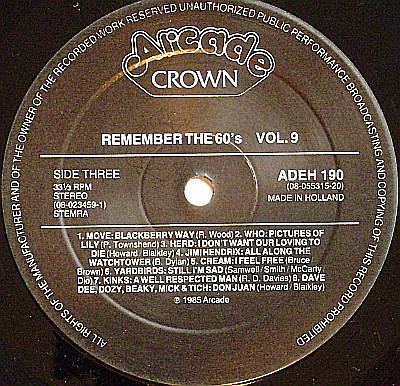 ALL RIGHTS OF THE MANUFACTURER AND OF THE OWNER OF THE RECORDED WORK RESERVED UNAUTHORIZED PUBLIC PERFORMANCE BROADCASTING AND COPYING OF THIS RECORD PROHIBITED
Arcade
CROWN
REMEMBER THE 60's VOL. 9
SIDE THREE
33⅓ RPM
STEREO
(08-023459-1)
STEMRA
ADEH 190
(08-055315-20)
MADE IN HOLLAND
1. MOVE: BLACKBERRY WAY (R. Wood) 2. WHO: PICTURES OF
LILY (P. Townshend) 3. HERD: I DON'T WANT OUR LOVING TO
DIE (Howard / Blaikley) 4. JIMI HENDRIX: ALL ALONG THE
WATCHTOWER (B. Dylan) 5. CREAM: I FEEL FREE (Bruce
Brown) 6. YARDBIRDS: STILL I'M SAD (Samwell / Smith / McCarty
Dio) 7. KINKS: A WELL RESPECTED MAN (R. D. Davies) 8. DAVE
DEE, DOZY, BEAKY, MICK & TICH: DON JUAN (Howard / Blaikley)
℗ 1985 Arcade